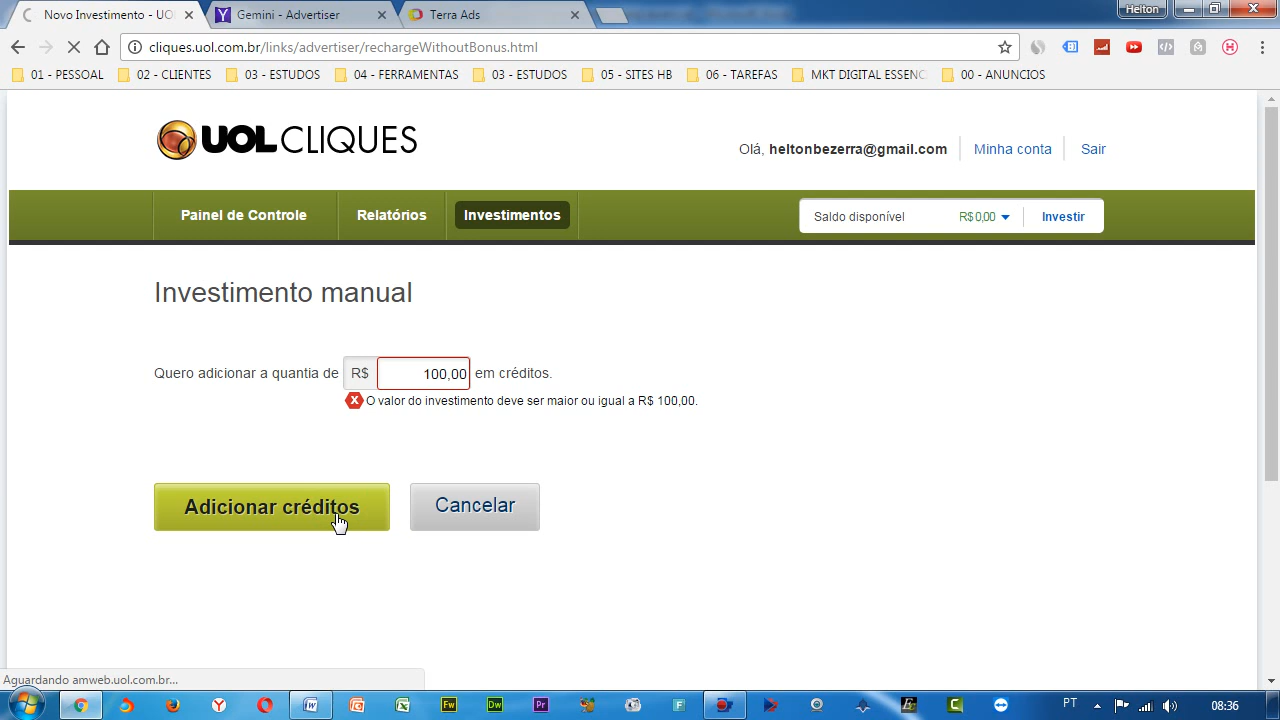 Novo Investimento - UO
Gemini - Advertiser
Terra Ads
Helton
cliques.uol.com.br/links/advertiser/rechargeWithoutBonus.html
01 - PESSOAL
02 - CLIENTES
03 - ESTUDOS
04 - FERRAMENTAS
03 - ESTUDOS
05 - SITES HB
06 - TAREFAS
MKT DIGITAL ESSENC
00 - ANUNCIOS
UOL CLIQUES
Olá, heltonbezerra@gmail.com
Minha conta
Sair
Painel de Controle
Relatórios
Investimentos
Saldo disponível
R$ 0,00
Investir
Investimento manual
Quero adicionar a quantia de R$ 100,00 em créditos.
X O valor do investimento deve ser maior ou igual a R$ 100,00.
Adicionar créditos
Cancelar
Aguardando amweb.uol.com.br...
Fw
Dw
Pr
F
PT
08:36